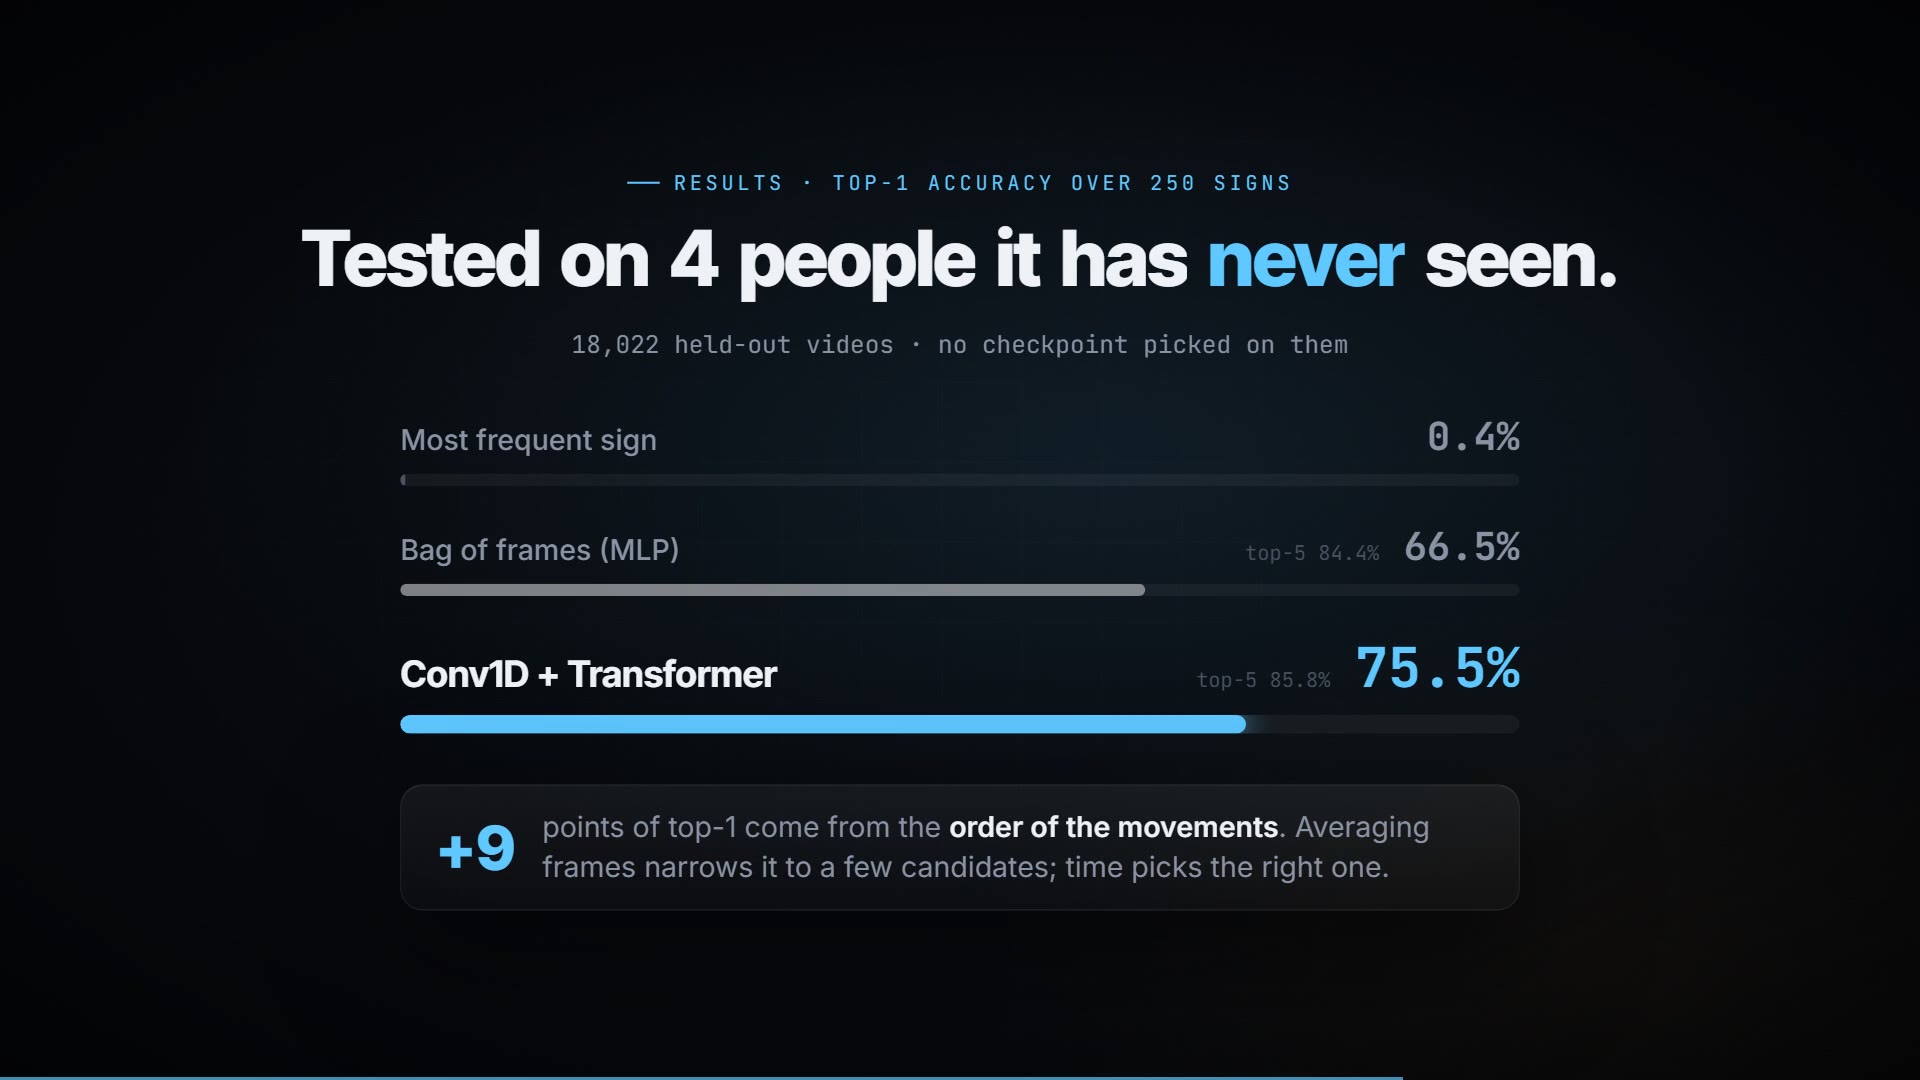 RESULTS · TOP-1 ACCURACY OVER 250 SIGNS
Tested on 4 people it has never seen.
18,022 held-out videos · no checkpoint picked on them
Most frequent sign 0.4%
Bag of frames (MLP) top-5 84.4% 66.5%
Conv1D + Transformer top-5 85.8% 75.5%
+9 points of top-1 come from the order of the movements. Averaging
frames narrows it to a few candidates; time picks the right one.